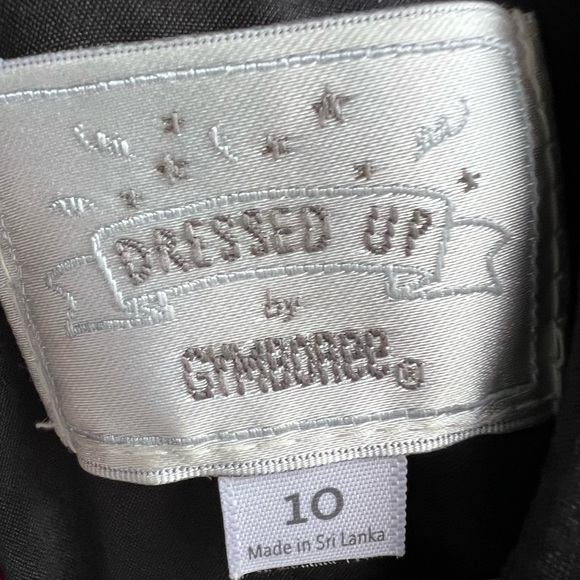 DRESSED UP
by
GYMBOREE®
10
Made in Sri Lanka